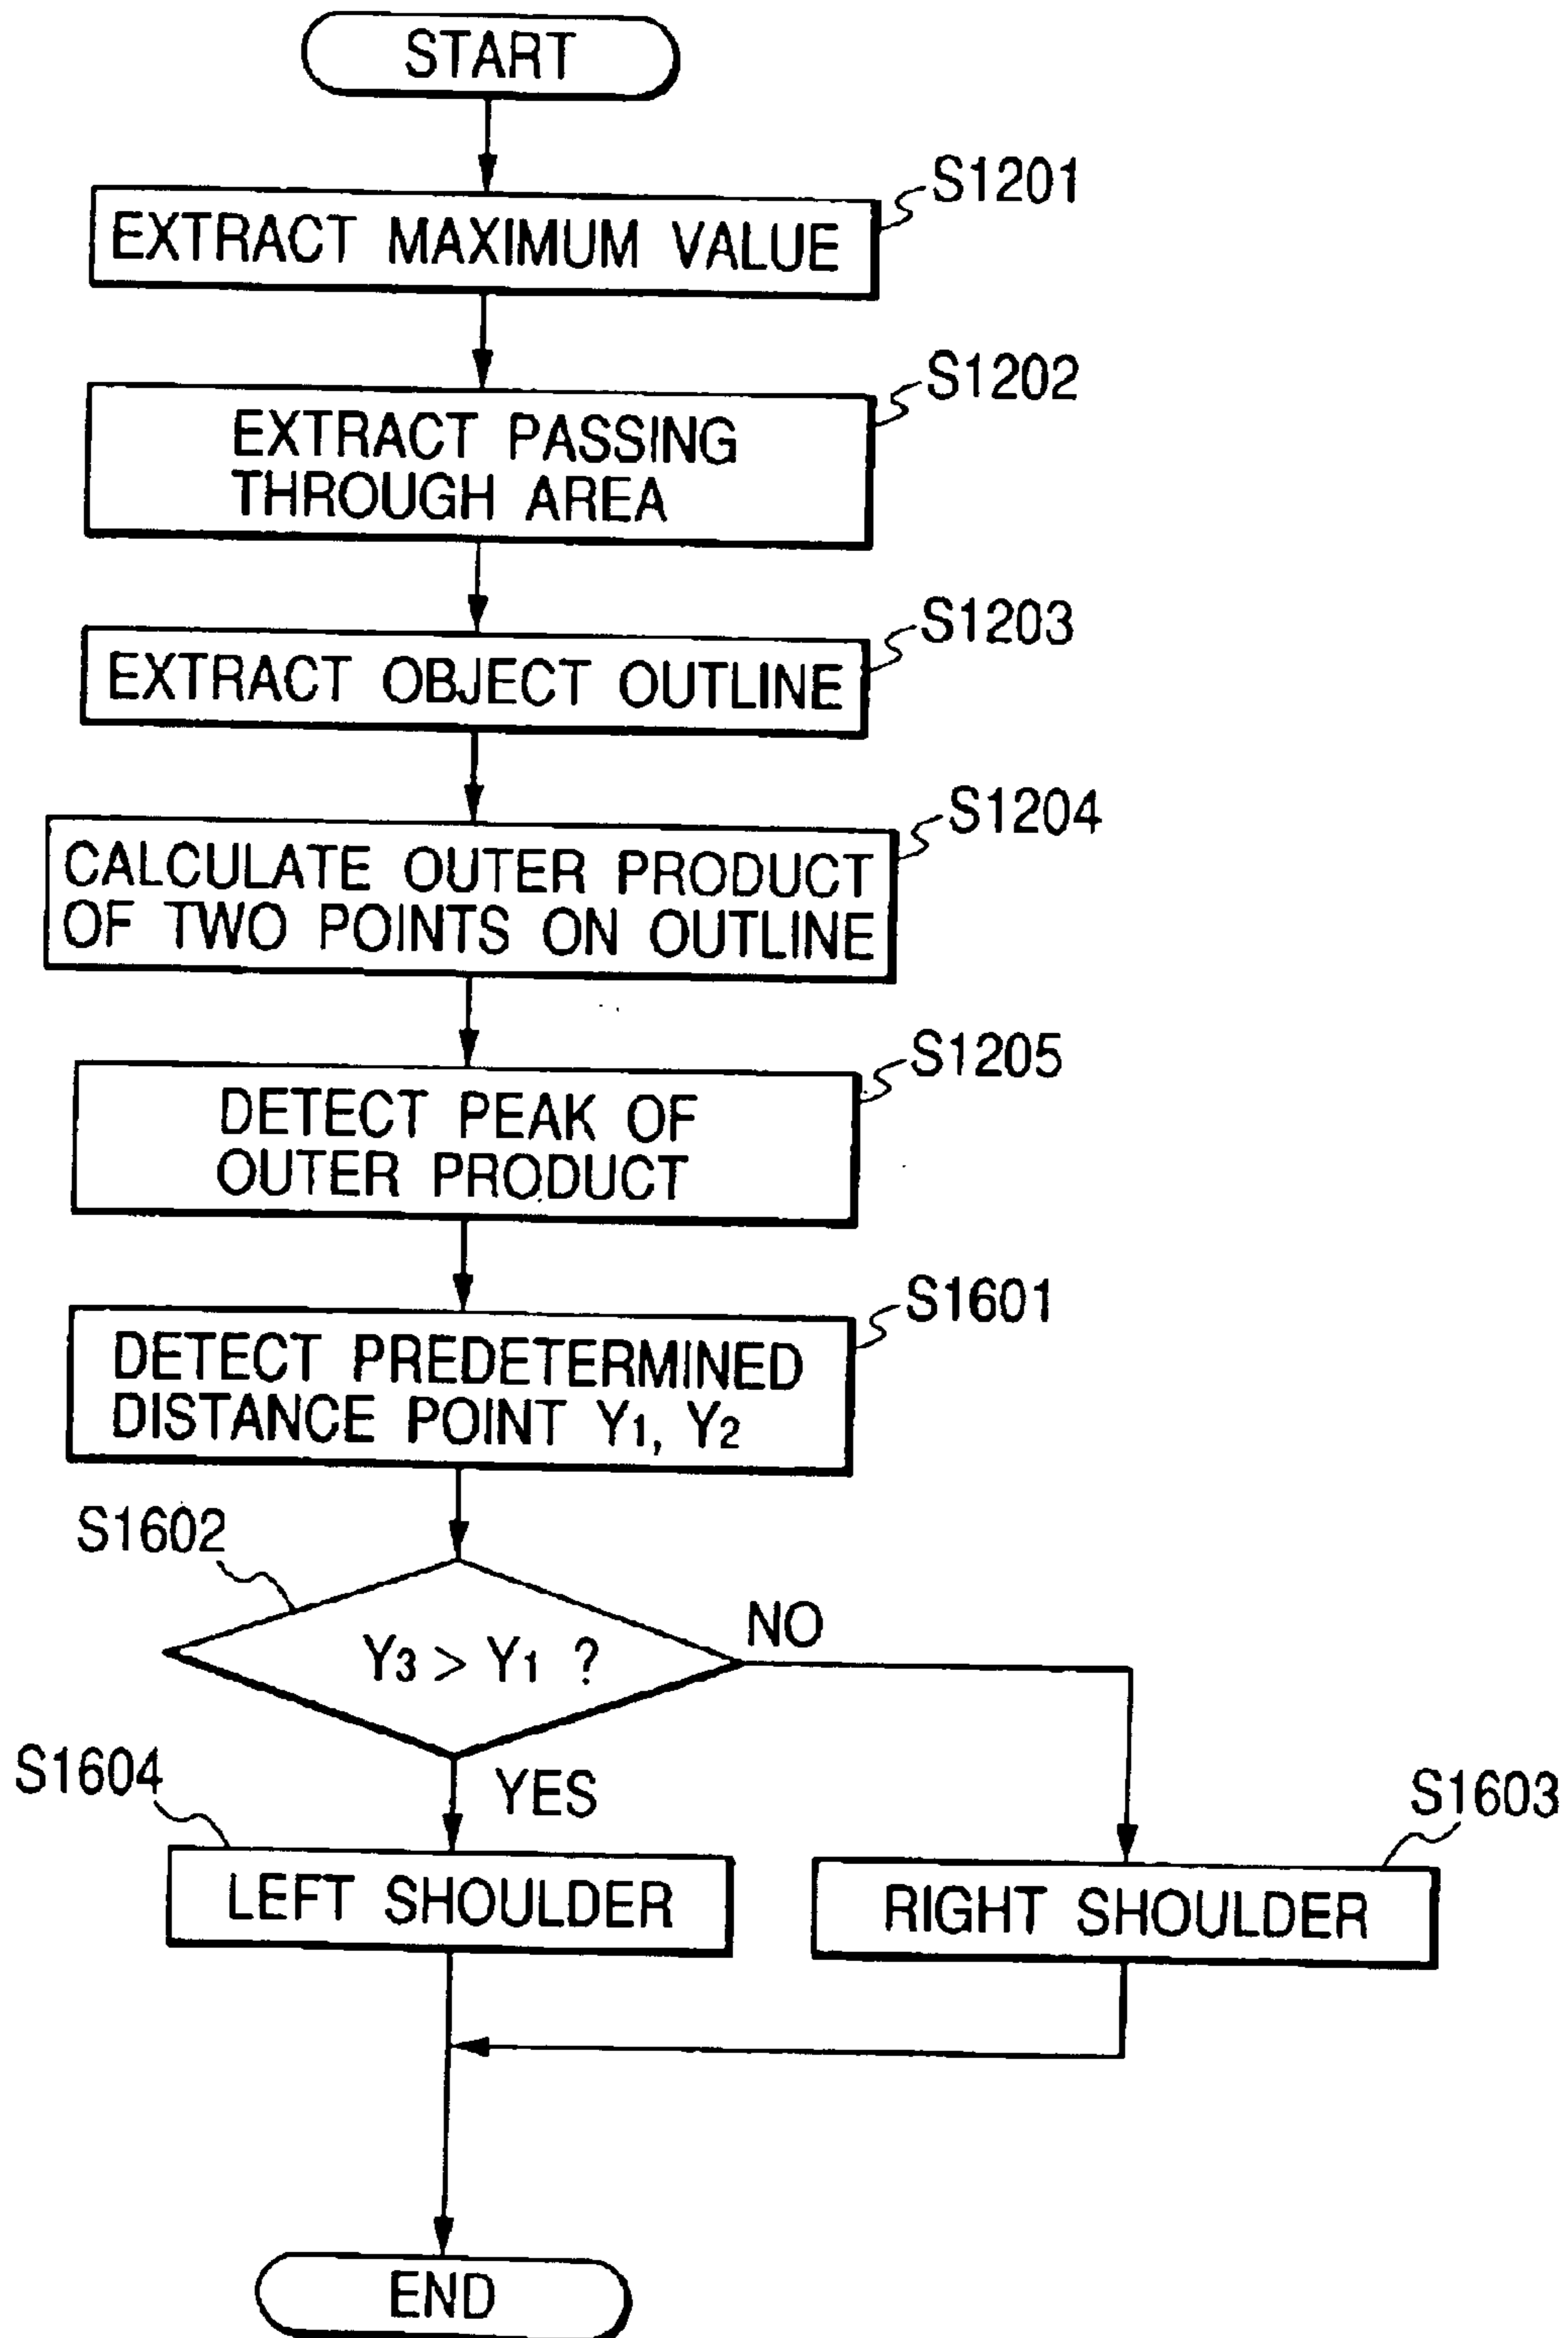 START
S1201
EXTRACT MAXIMUM VALUE
S1202
EXTRACT PASSING
THROUGH AREA
S1203
EXTRACT OBJECT OUTLINE
S1204
CALCULATE OUTER PRODUCT
OF TWO POINTS ON OUTLINE
S1205
DETECT PEAK OF
OUTER PRODUCT
S1601
DETECT PREDETERMINED
DISTANCE POINT Y1, Y2
S1602
Y3 > Y1 ?
NO
YES
S1604
LEFT SHOULDER
S1603
RIGHT SHOULDER
END